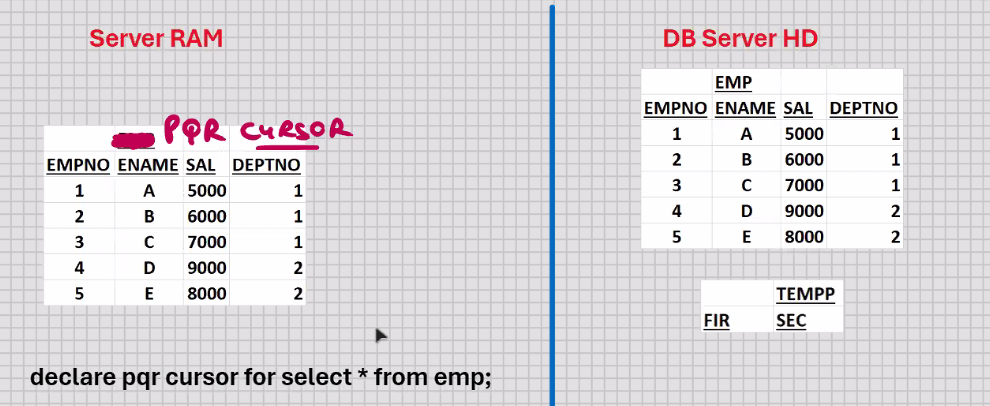 Server RAM
PQR CURSOR
EMPNO ENAME SAL DEPTNO
1 A 5000 1
2 B 6000 1
3 C 7000 1
4 D 9000 2
5 E 8000 2
declare pqr cursor for select * from emp;
DB Server HD
EMP
EMPNO ENAME SAL DEPTNO
1 A 5000 1
2 B 6000 1
3 C 7000 1
4 D 9000 2
5 E 8000 2
TEMPP
FIR SEC